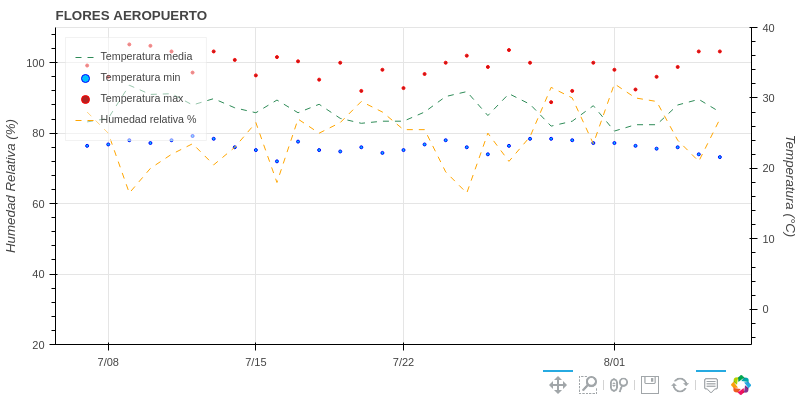 FLORES AEROPUERTO
Temperatura media
Temperatura min
Temperatura max
Humedad relativa %
Humedad Relativa (%)
100
80
60
40
20
Temperatura (°C)
40
30
20
10
0
7/08
7/15
7/22
8/01